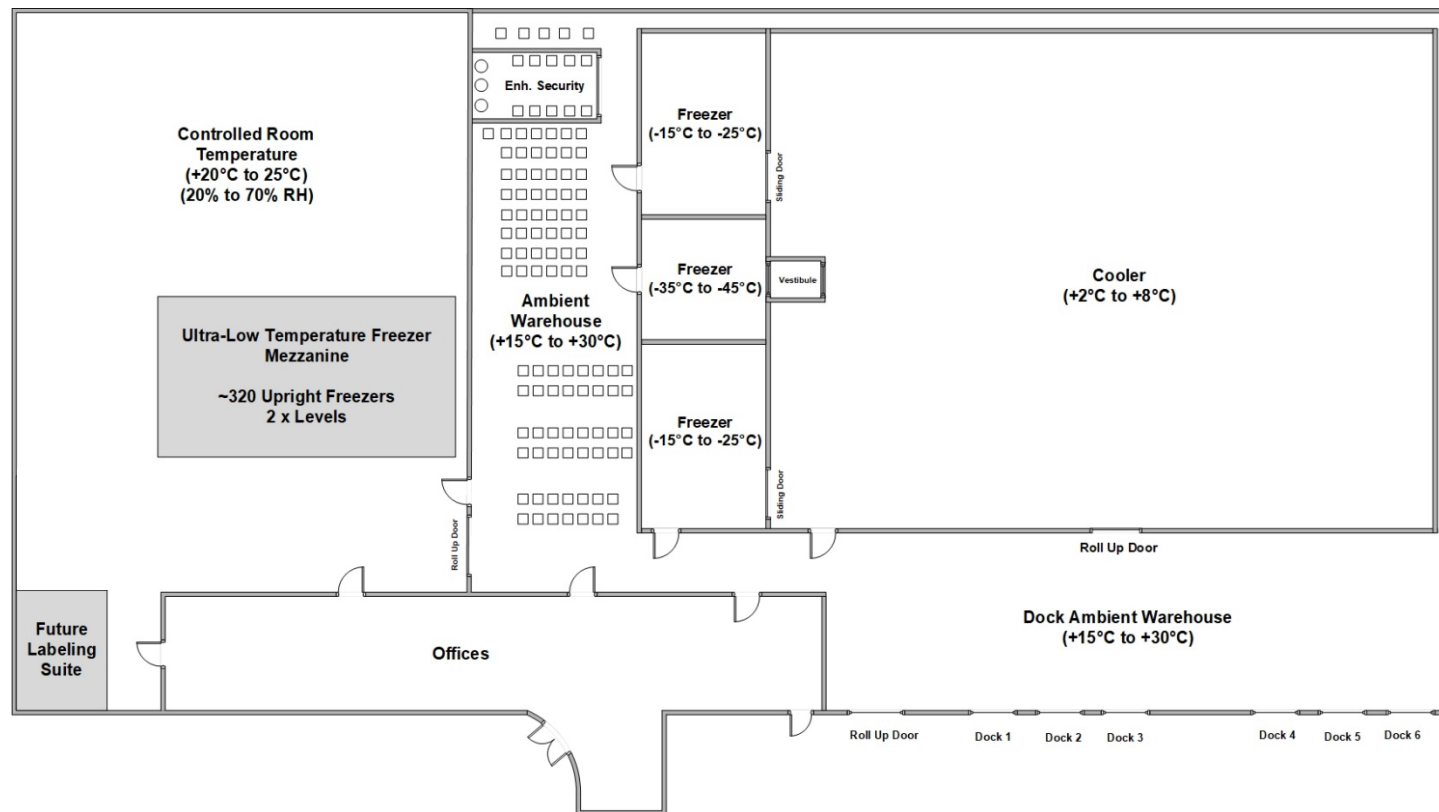 Enh. Security
Controlled Room
Temperature
(+20°C to 25°C)
(20% to 70% RH)
Freezer
(-15°C to -25°C)
Sliding Door
Freezer
(-35°C to -45°C)
Vestibule
Cooler
(+2°C to +8°C)
Ambient
Warehouse
(+15°C to +30°C)
Ultra-Low Temperature Freezer
Mezzanine
~320 Upright Freezers
2 x Levels
Freezer
(-15°C to -25°C)
Sliding Door
Roll Up Door
Roll Up Door
Future
Labeling
Suite
Offices
Dock Ambient Warehouse
(+15°C to +30°C)
Roll Up Door
Dock 1
Dock 2
Dock 3
Dock 4
Dock 5
Dock 6